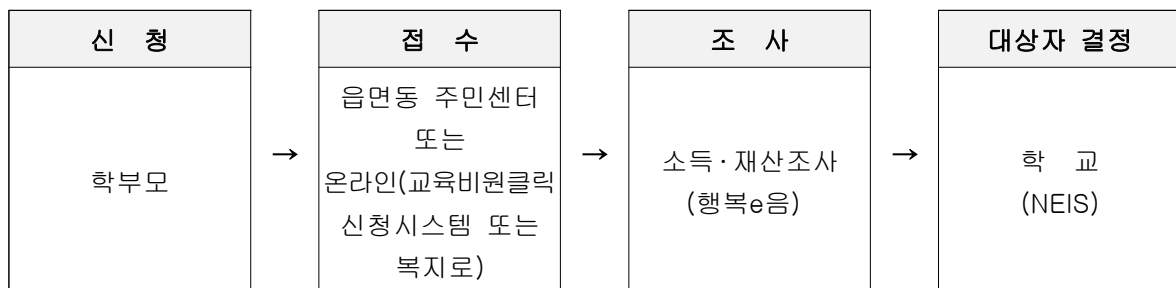 신 청
학부모
→
접 수
읍면동 주민센터
또는
온라인(교육비원클릭
신청시스템 또는
복지로)
→
조 사
소득·재산조사
(행복e음)
→
대상자 결정
학 교
(NEIS)